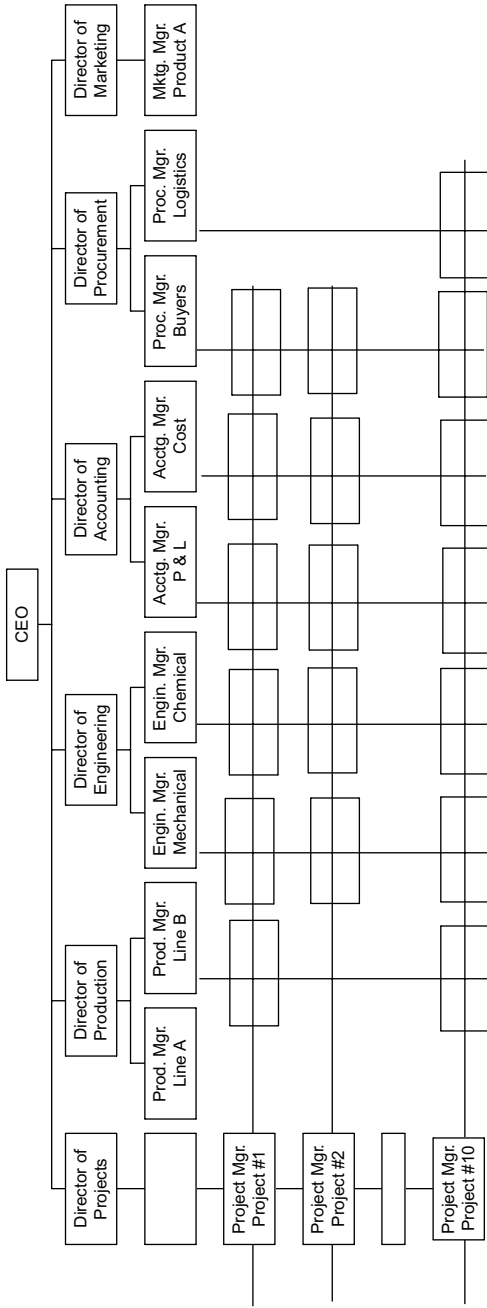 CEO
Director of
Projects
Director of
Production
Director of
Engineering
Director of
Accounting
Director of
Procurement
Director of
Marketing
Prod. Mgr.
Line A
Prod. Mgr.
Line B
Engin. Mgr.
Mechanical
Engin. Mgr.
Chemical
Acctg. Mgr.
P & L
Acctg. Mgr.
Cost
Proc. Mgr.
Buyers
Proc. Mgr.
Logistics
Mktg. Mgr.
Product A
Project Mgr.
Project #1
Project Mgr.
Project #2
Project Mgr.
Project #10